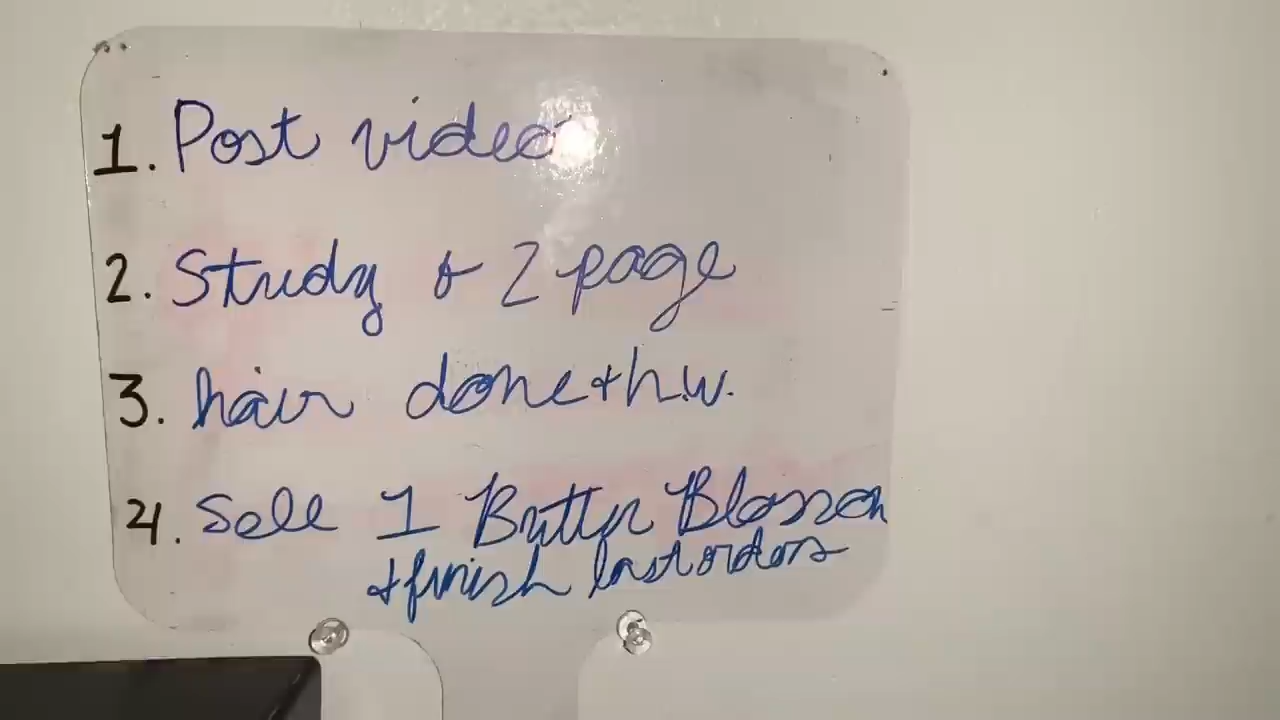 1. Post video
2. Study + 2 page
3. hair done + h.w.
4. Sell 1 Butter Blossom
+ finish last orders